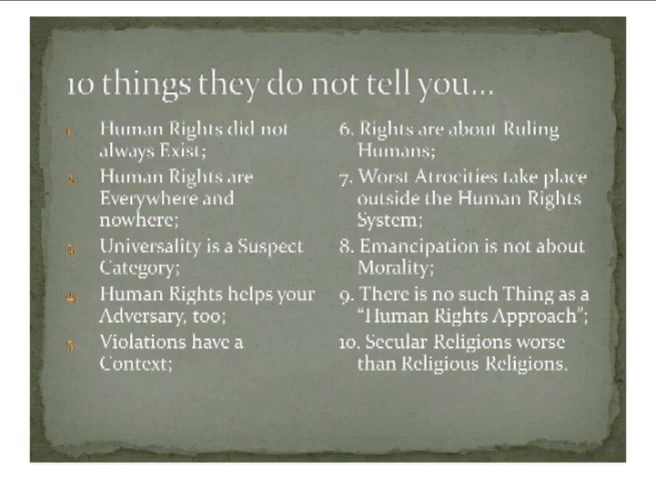 10 things they do not tell you...
1. Human Rights did not
always Exist;
2. Human Rights are
Everywhere and
nowhere;
3. Universality is a Suspect
Category;
4. Human Rights helps your
Adversary, too;
5. Violations have a
Context;
6. Rights are about Ruling
Humans;
7. Worst Atrocities take place
outside the Human Rights
System;
8. Emancipation is not about
Morality;
9. There is no such Thing as a
“Human Rights Approach”;
10. Secular Religions worse
than Religious Religions.